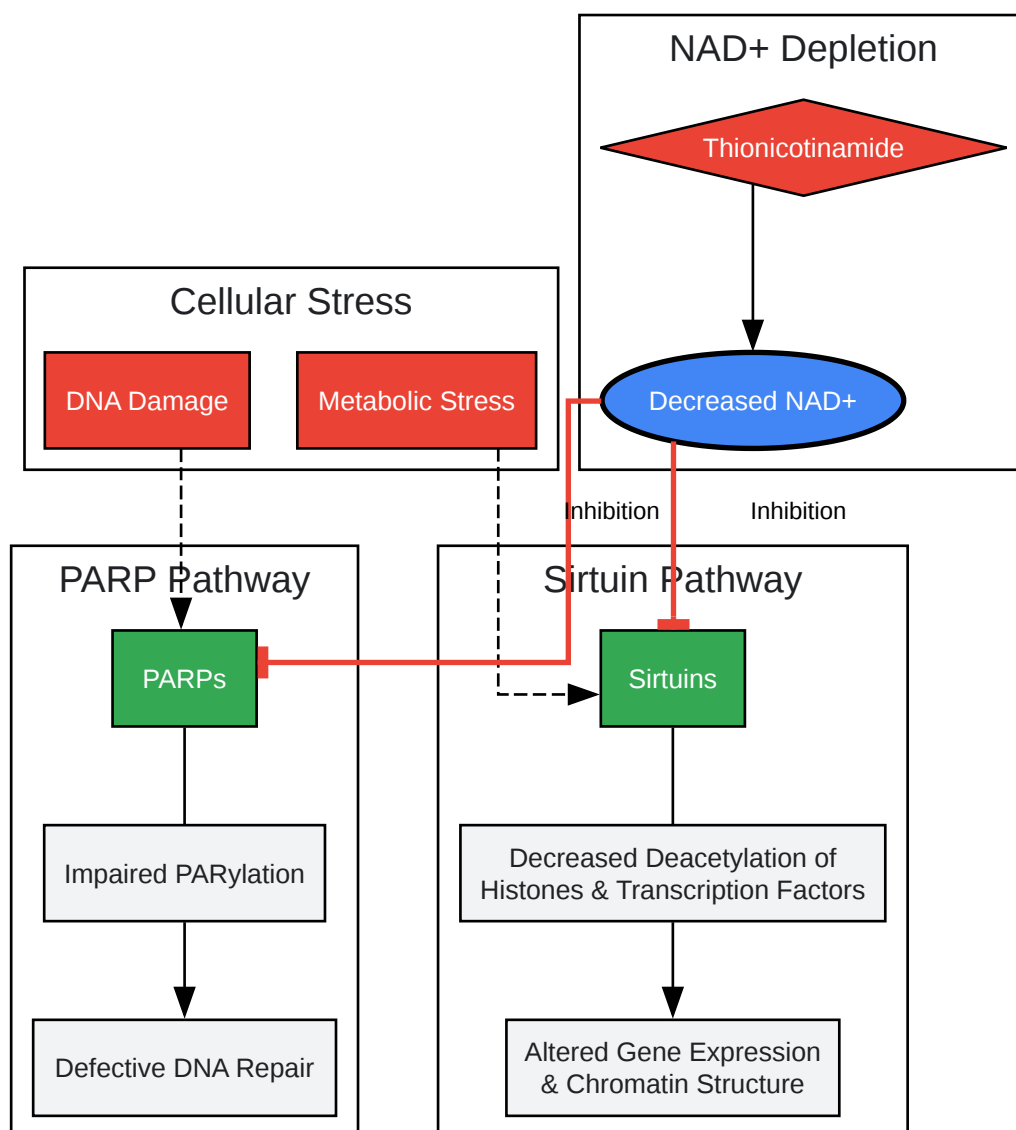 NAD+ Depletion
Thionicotinamide
Cellular Stress
DNA Damage
Metabolic Stress
Decreased NAD+
Inhibition
Inhibition
PARP Pathway
Sirtuin Pathway
PARPs
Sirtuins
Impaired PARylation
Decreased Deacetylation of
Histones & Transcription Factors
Defective DNA Repair
Altered Gene Expression
& Chromatin Structure